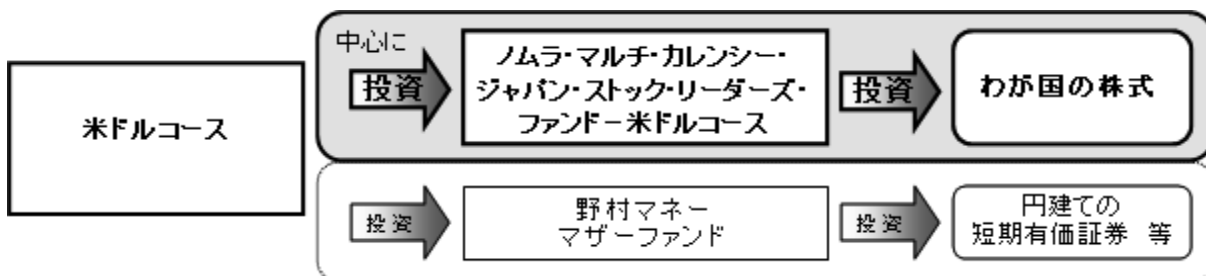 米ドルコース
中心に
投資
ノムラ・マルチ・カレンシー・
ジャパン・ストック・リーダーズ・
ファンド－米ドルコース
投資
わが国の株式
投資
野村マネー
マザーファンド
投資
円建ての
短期有価証券 等